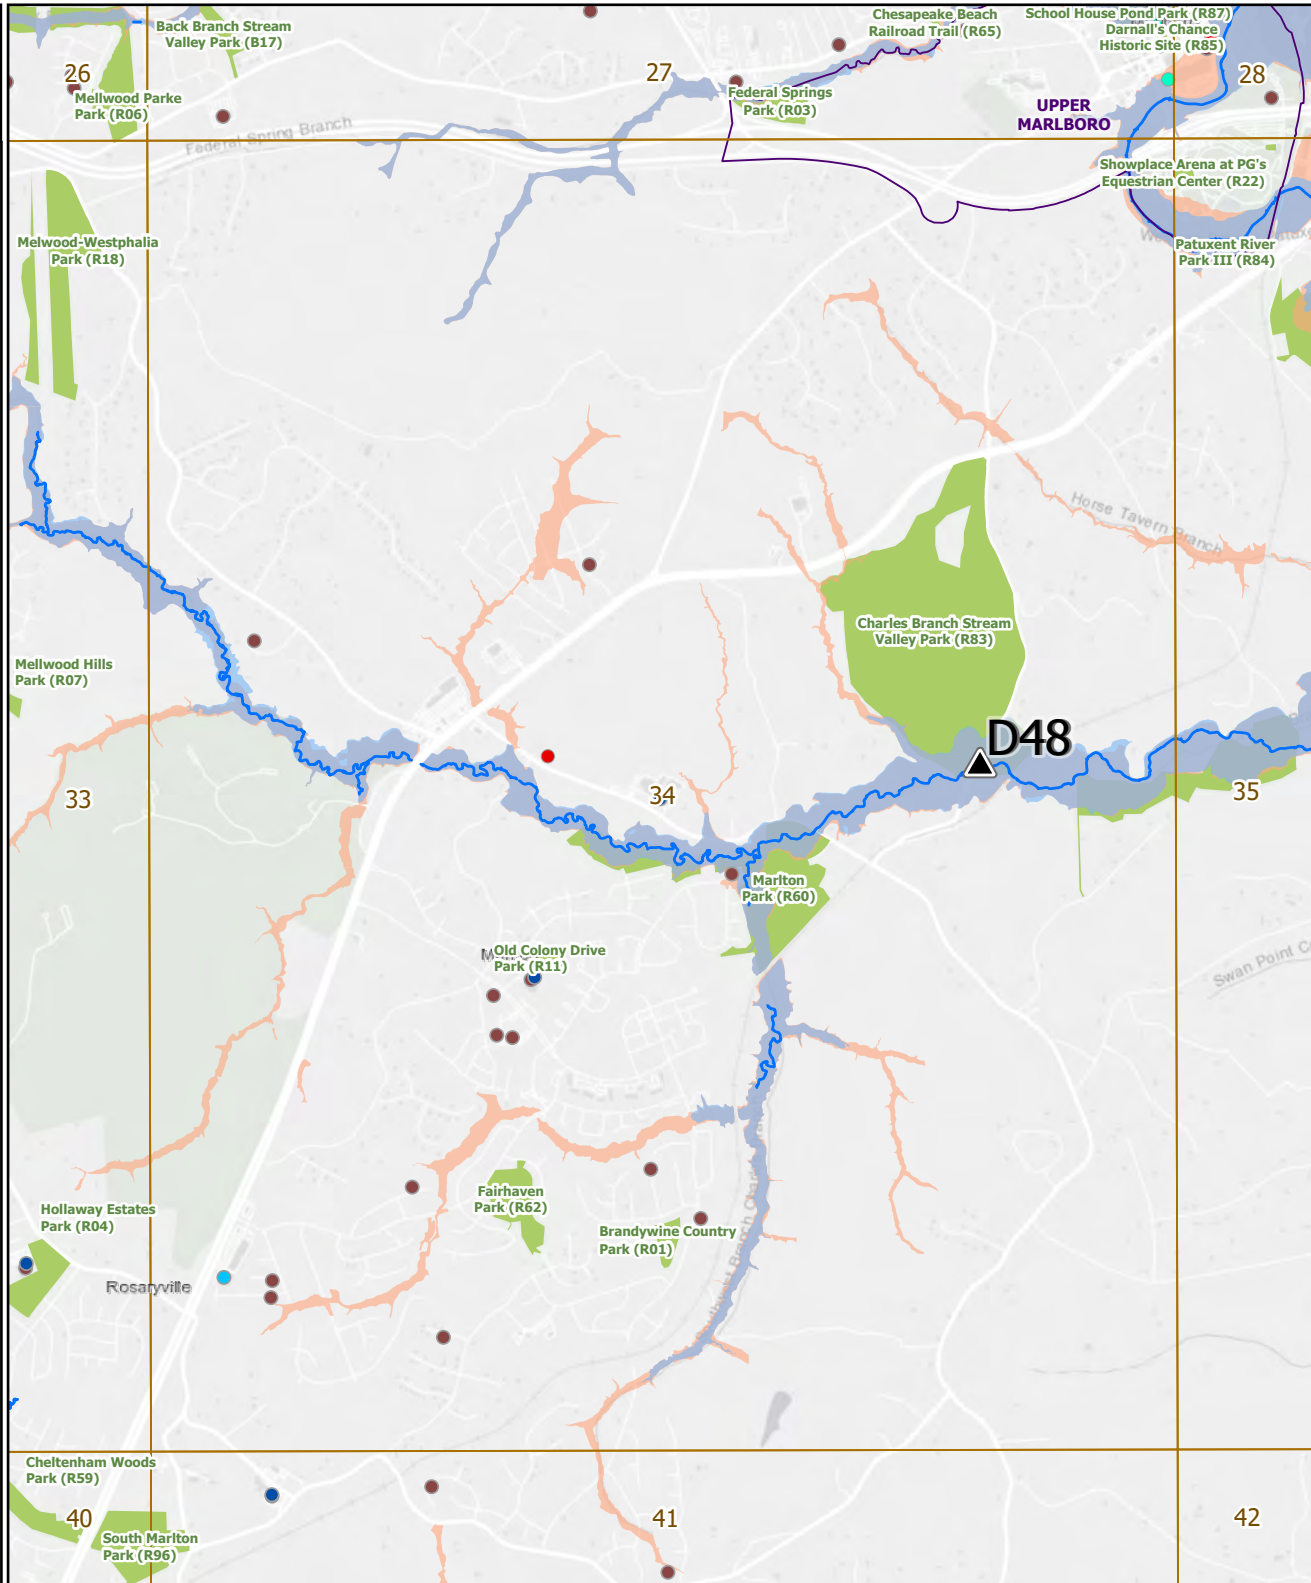 Back Branch Stream
Valley Park (B17)
Chesapeake Beach
Railroad Trail (R65)
School House Pond Park (R87)
Darnall's Chance
Historic Site (R85)
26
27
28
Mellwood Parke
Park (R06)
Federal Springs
Park (R03)
UPPER
MARLBORO
Federal Spring Branch
Showplace Arena at PG's
Equestrian Center (R22)
Melwood-Westphalia
Park (R18)
Patuxent River
Park III (R84)
Horse Tavern Branch
Charles Branch Stream
Valley Park (R83)
Mellwood Hills
Park (R07)
D48
33
34
35
Marlton
Park (R60)
Old Colony Drive
Park (R11)
Swan Point
Fairhaven
Park (R62)
Hollaway Estates
Park (R04)
Brandywine Country
Park (R01)
Rosaryville
Southwest Branch
Cheltenham Woods
Park (R59)
40
41
42
South Marlton
Park (R96)